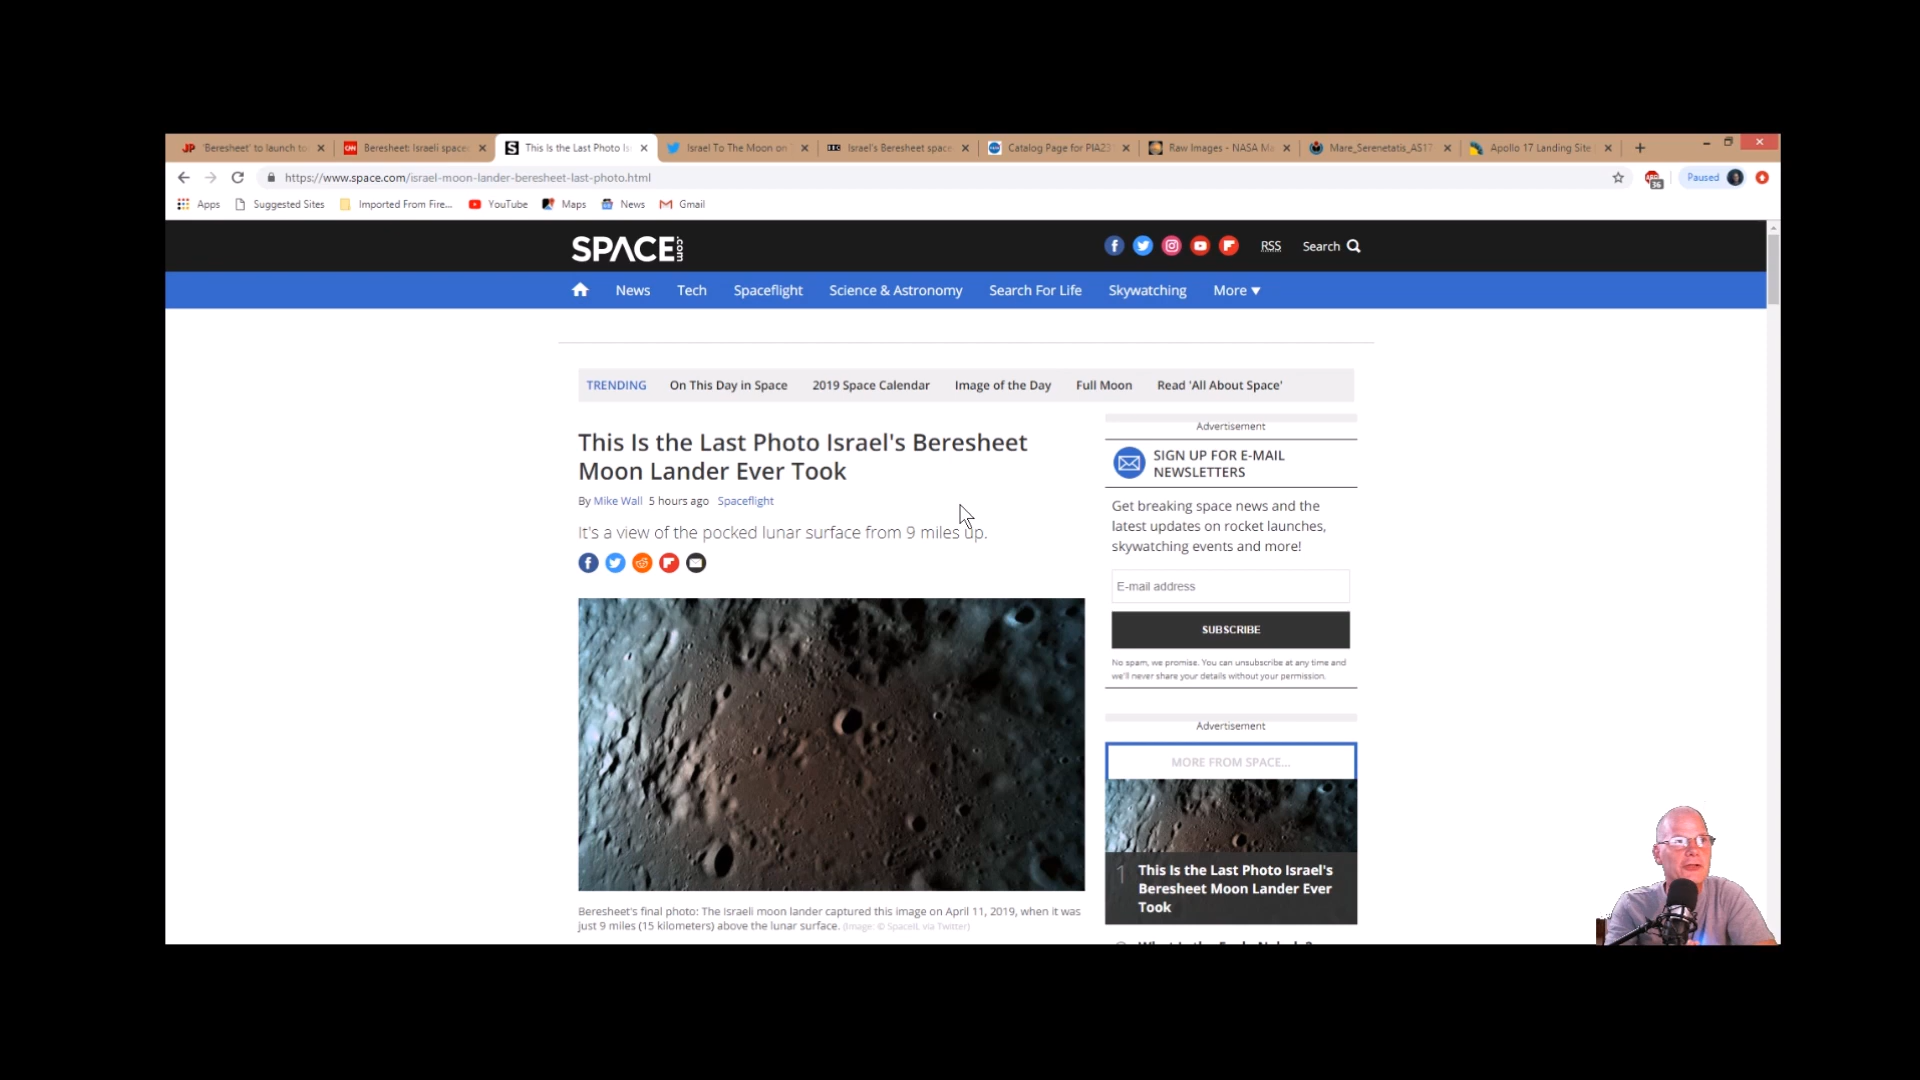 'Beresheet' to launch to
Beresheet: Israeli space
This Is the Last Photo Is
Israel To The Moon on
Israel's Beresheet space
Catalog Page for PIA23
Raw Images - NASA Ma
Mare_Serenetatis_AS17
Apollo 17 Landing Site
https://www.space.com/israel-moon-lander-beresheet-last-photo.html
36
Paused
Apps
Suggested Sites
Imported From Fire...
YouTube
Maps
News
Gmail
SPACE.com
RSS
Search
News
Tech
Spaceflight
Science & Astronomy
Search For Life
Skywatching
More
TRENDING
On This Day in Space
2019 Space Calendar
Image of the Day
Full Moon
Read 'All About Space'
This Is the Last Photo Israel's Beresheet
Moon Lander Ever Took
By Mike Wall 5 hours ago Spaceflight
It's a view of the pocked lunar surface from 9 miles up.
Beresheet's final photo: The Israeli moon lander captured this image on April 11, 2019, when it was
just 9 miles (15 kilometers) above the lunar surface. (Image: © SpaceIL via Twitter)
Advertisement
SIGN UP FOR E-MAIL
NEWSLETTERS
Get breaking space news and the
latest updates on rocket launches,
skywatching events and more!
E-mail address
SUBSCRIBE
No spam, we promise. You can unsubscribe at any time and
we'll never share your details without your permission.
Advertisement
MORE FROM SPACE...
1
This Is the Last Photo Israel's
Beresheet Moon Lander Ever
Took